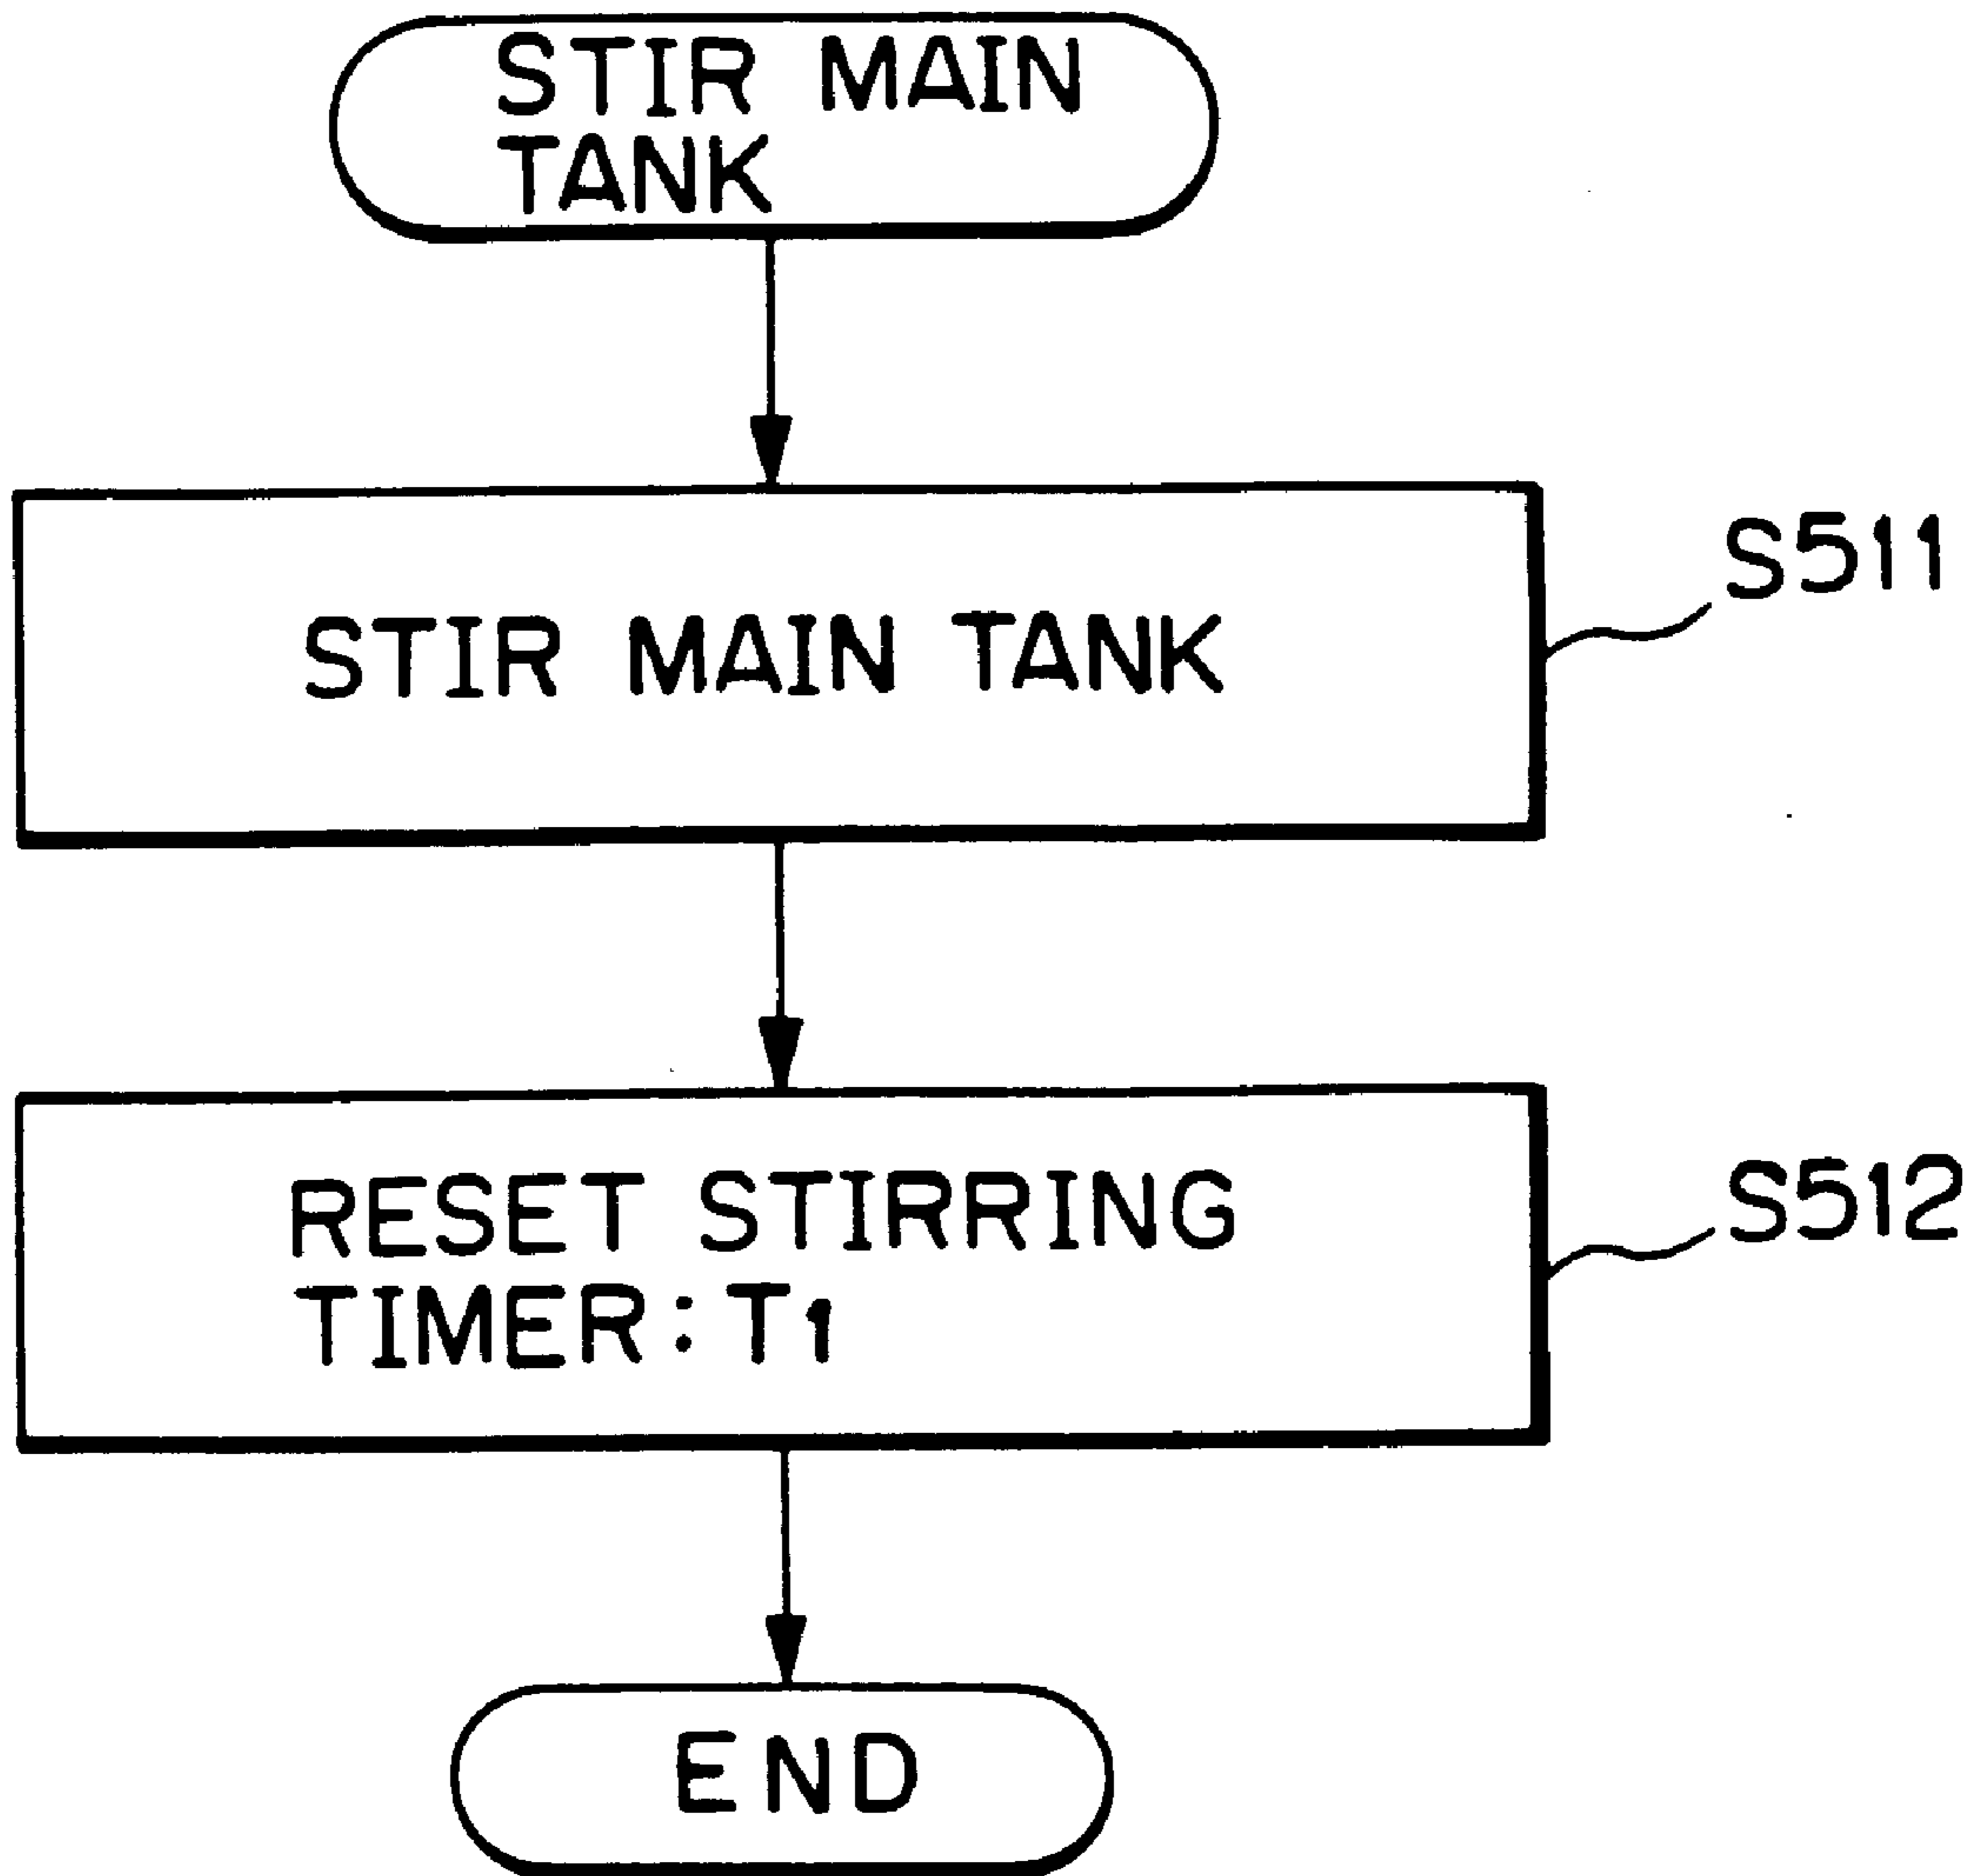 STIR MAIN
TANK
S511
STIR MAIN TANK
S512
RESET STIRRING
TIMER:T1
END